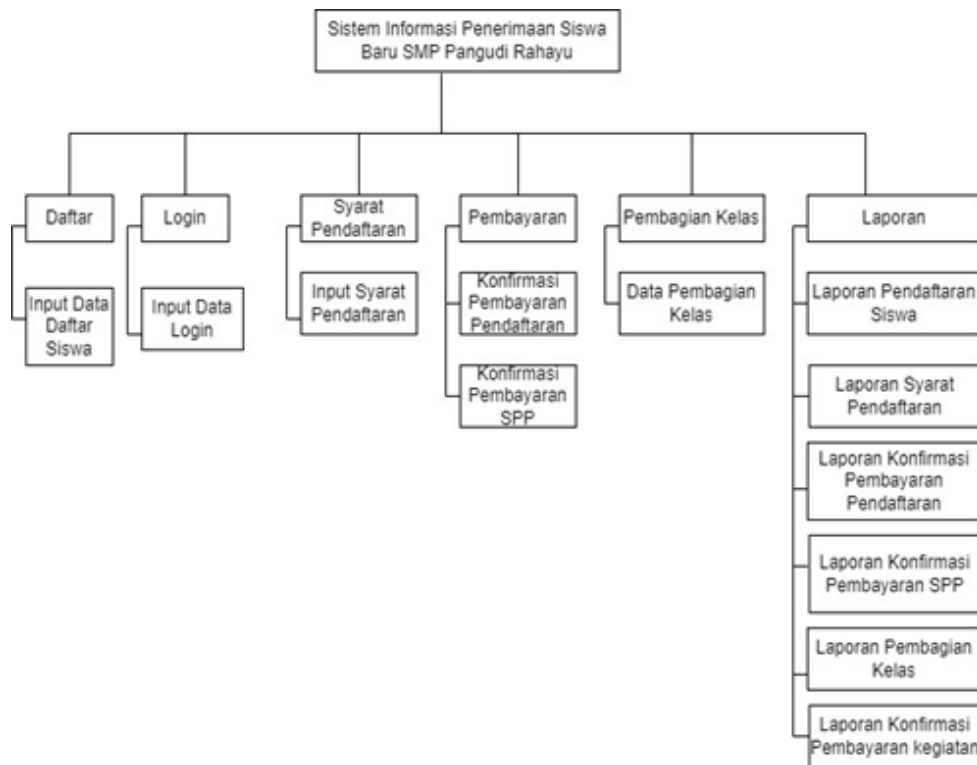 Sistem Informasi Penerimaan Siswa
Baru SMP Pangudi Rahayu
Daftar
Input Data
Daftar
Siswa
Login
Input Data
Login
Syarat
Pendaftaran
Input Syarat
Pendaftaran
Pembayaran
Konfirmasi
Pembayaran
Pendaftaran
Konfirmasi
Pembayaran
SPP
Pembagian Kelas
Data Pembagian
Kelas
Laporan
Laporan Pendaftaran
Siswa
Laporan Syarat
Pendaftaran
Laporan Konfirmasi
Pembayaran
Pendaftaran
Laporan Konfirmasi
Pembayaran SPP
Laporan Pembagian
Kelas
Laporan Konfirmasi
Pembayaran kegiatan